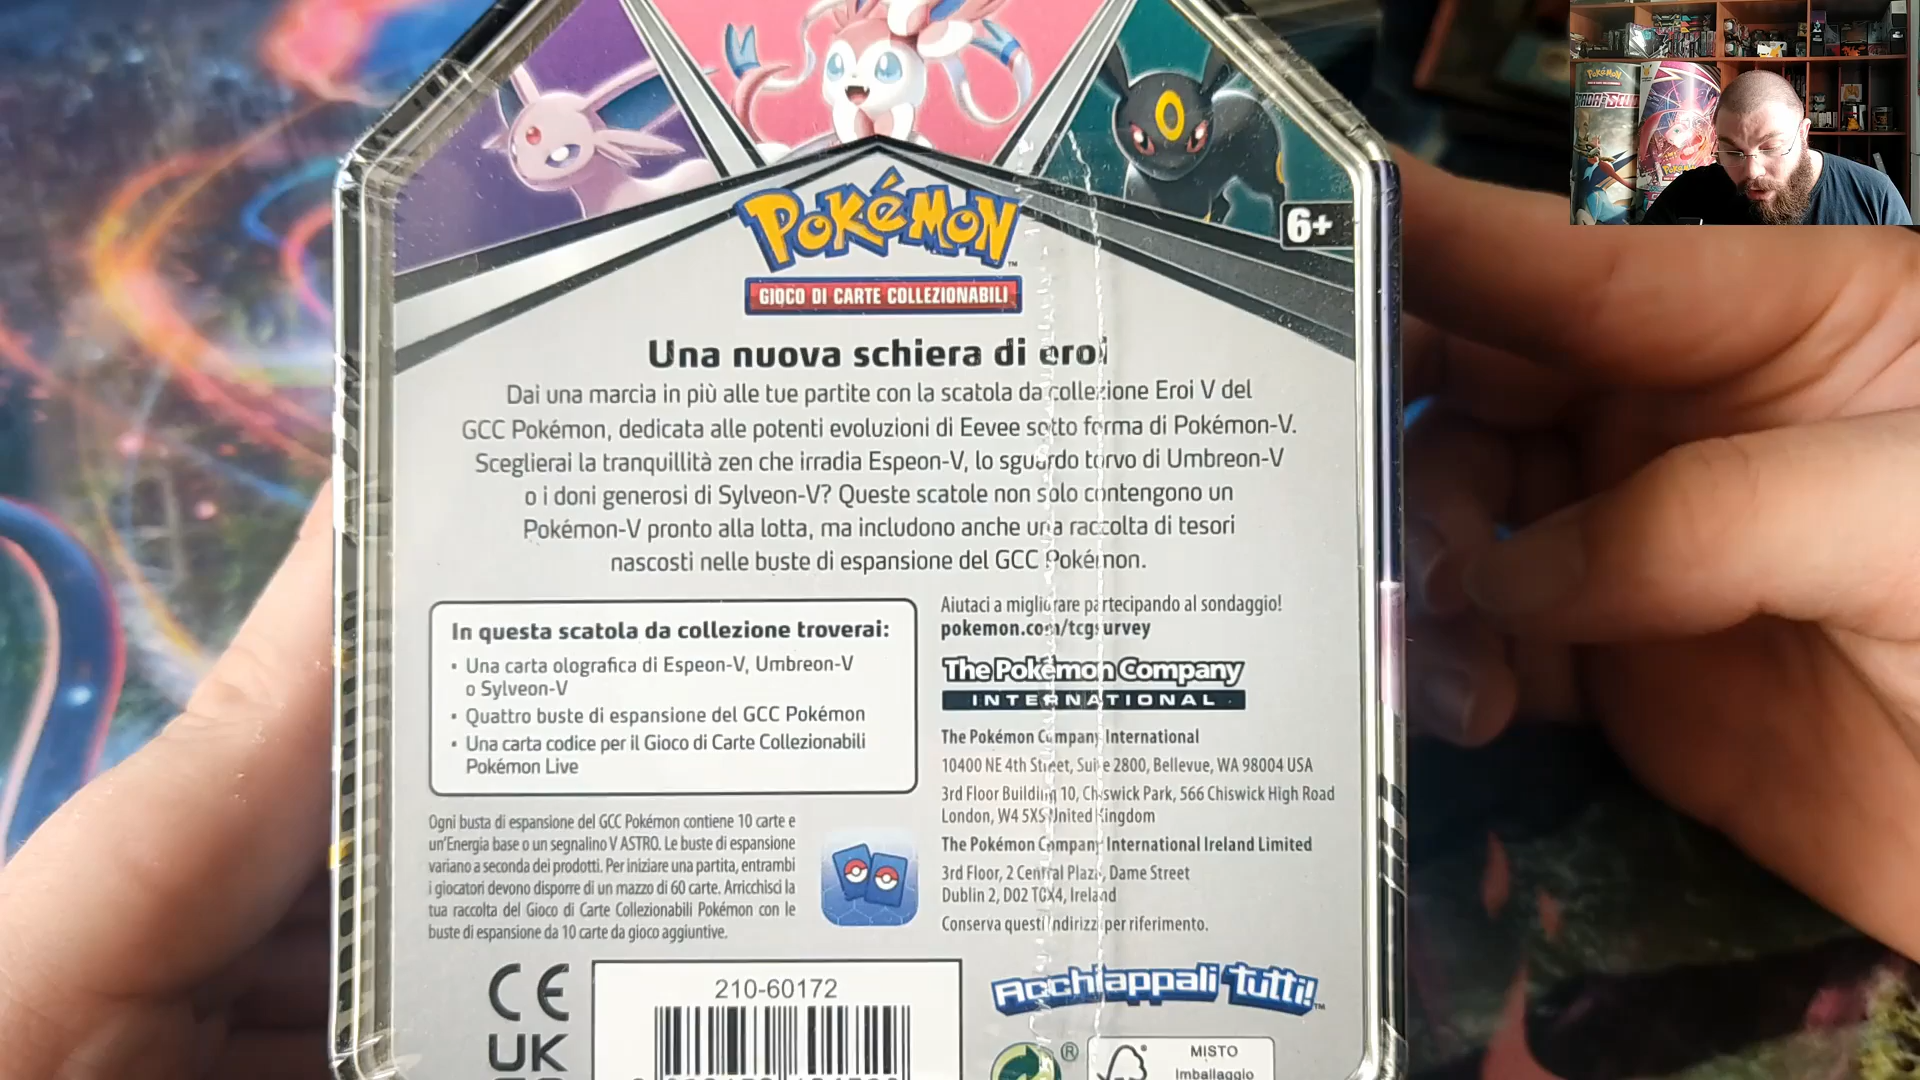 POKÉMON
GIOCO DI CARTE COLLEZIONABILI
6+
Una nuova schiera di eroi
Dai una marcia in più alle tue partite con la scatola da collezione Eroi V del
GCC Pokémon, dedicata alle potenti evoluzioni di Eevee sotto forma di Pokémon-V.
Sceglierai la tranquillità zen che irradia Espeon-V, lo sguardo torvo di Umbreon-V
o i doni generosi di Sylveon-V? Queste scatole non solo contengono un
Pokémon-V pronto alla lotta, ma includono anche una raccolta di tesori
nascosti nelle buste di espansione del GCC Pokémon.
In questa scatola da collezione troverai:
• Una carta olografica di Espeon-V, Umbreon-V
o Sylveon-V
• Quattro buste di espansione del GCC Pokémon
• Una carta codice per il Gioco di Carte Collezionabili
Pokémon Live
Ogni busta di espansione del GCC Pokémon contiene 10 carte e
un'Energia base o un segnalino V ASTRO. Le buste di espansione
variano a seconda dei prodotti. Per iniziare una partita, entrambi
i giocatori devono disporre di un mazzo di 60 carte. Arricchisci la
tua raccolta del Gioco di Carte Collezionabili Pokémon con le
buste di espansione da 10 carte da gioco aggiuntive.
Aiutaci a migliorare partecipando al sondaggio!
pokemon.com/tcgsurvey
The Pokémon Company
INTERNATIONAL
The Pokémon Company International
10400 NE 4th Street, Suite 2800, Bellevue, WA 98004 USA
3rd Floor Building 10, Chiswick Park, 566 Chiswick High Road
London, W4 5XS United Kingdom
The Pokémon Company International Ireland Limited
3rd Floor, 2 Central Plaza, Dame Street
Dublin 2, D02 TCX4, Ireland
Conserva questi indirizzi per riferimento.
CE
UK
210-60172
Acchiappali tutti!™
®
MISTO
Imballaggio
POKÉMON